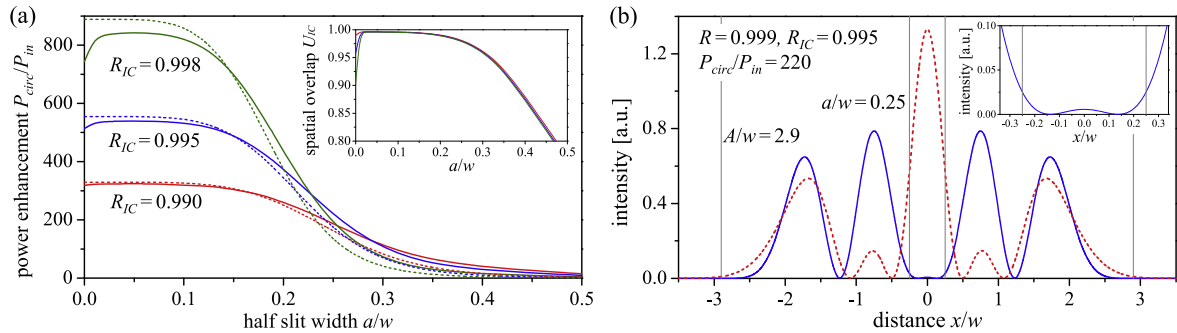 (a)
power enhancement P_circ/P_in
800
600
400
200
0
R_IC = 0.998
R_IC = 0.995
R_IC = 0.990
0.0 0.1 0.2 0.3 0.4 0.5
half slit width a/w
spatial overlap U_IC
1.00
0.95
0.90
0.85
0.80
0.0 0.1 0.2 0.3 0.4 0.5
a/w
(b)
intensity [a.u.]
1.2
0.8
0.4
0.0
R = 0.999, R_IC = 0.995
P_circ/P_in = 220
a/w = 0.25
A/w = 2.9
-3 -2 -1 0 1 2 3
distance x/w
intensity [a.u.]
0.10
0.05
0.00
-0.3 -0.2 -0.1 0.0 0.1 0.2 0.3
x/w